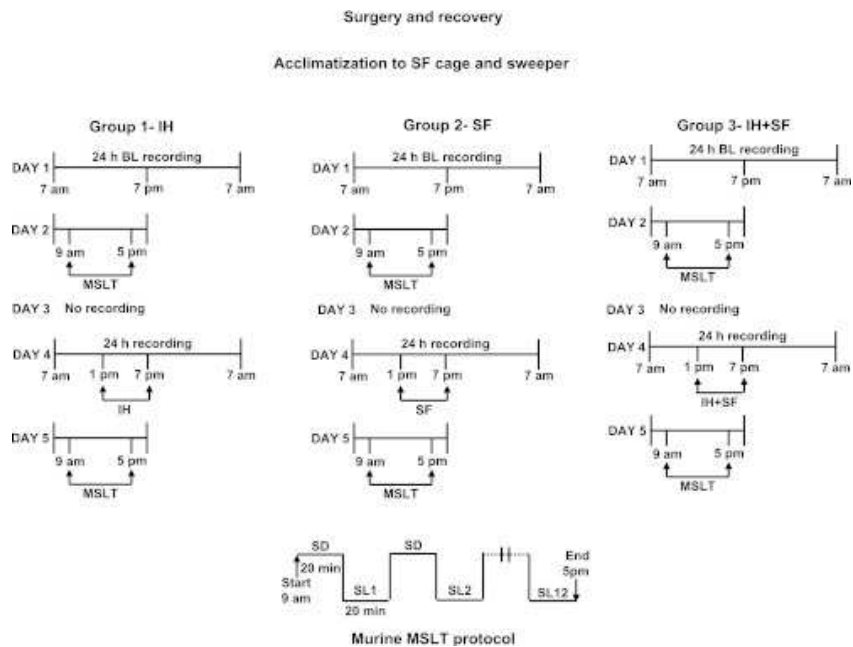 Surgery and recovery
Acclimatization to SF cage and sweeper
Group 1- IH
24 h BL recording
DAY 1
7 am 7 pm 7 am
DAY 2
9 am 5 pm
MSLT
DAY 3 No recording
24 h recording
DAY 4
7 am 1 pm 7 pm 7 am
IH
DAY 5
9 am 5 pm
MSLT
Group 2- SF
24 h BL recording
DAY 1
7 am 7 pm 7 am
DAY 2
9 am 5 pm
MSLT
DAY 3 No recording
24 h recording
DAY 4
7 am 1 pm 7 pm 7 am
SF
DAY 5
9 am 5 pm
MSLT
Group 3- IH+SF
24 h BL recording
DAY 1
7 am 7 pm 7 am
DAY 2
9 am 5 pm
MSLT
DAY 3 No recording
24 h recording
DAY 4
7 am 1 pm 7 pm 7 am
IH+SF
DAY 5
9 am 5 pm
MSLT
SD SD End
20 min 5pm
Start SL1 SL2 SL12
9 am 20 min
Murine MSLT protocol